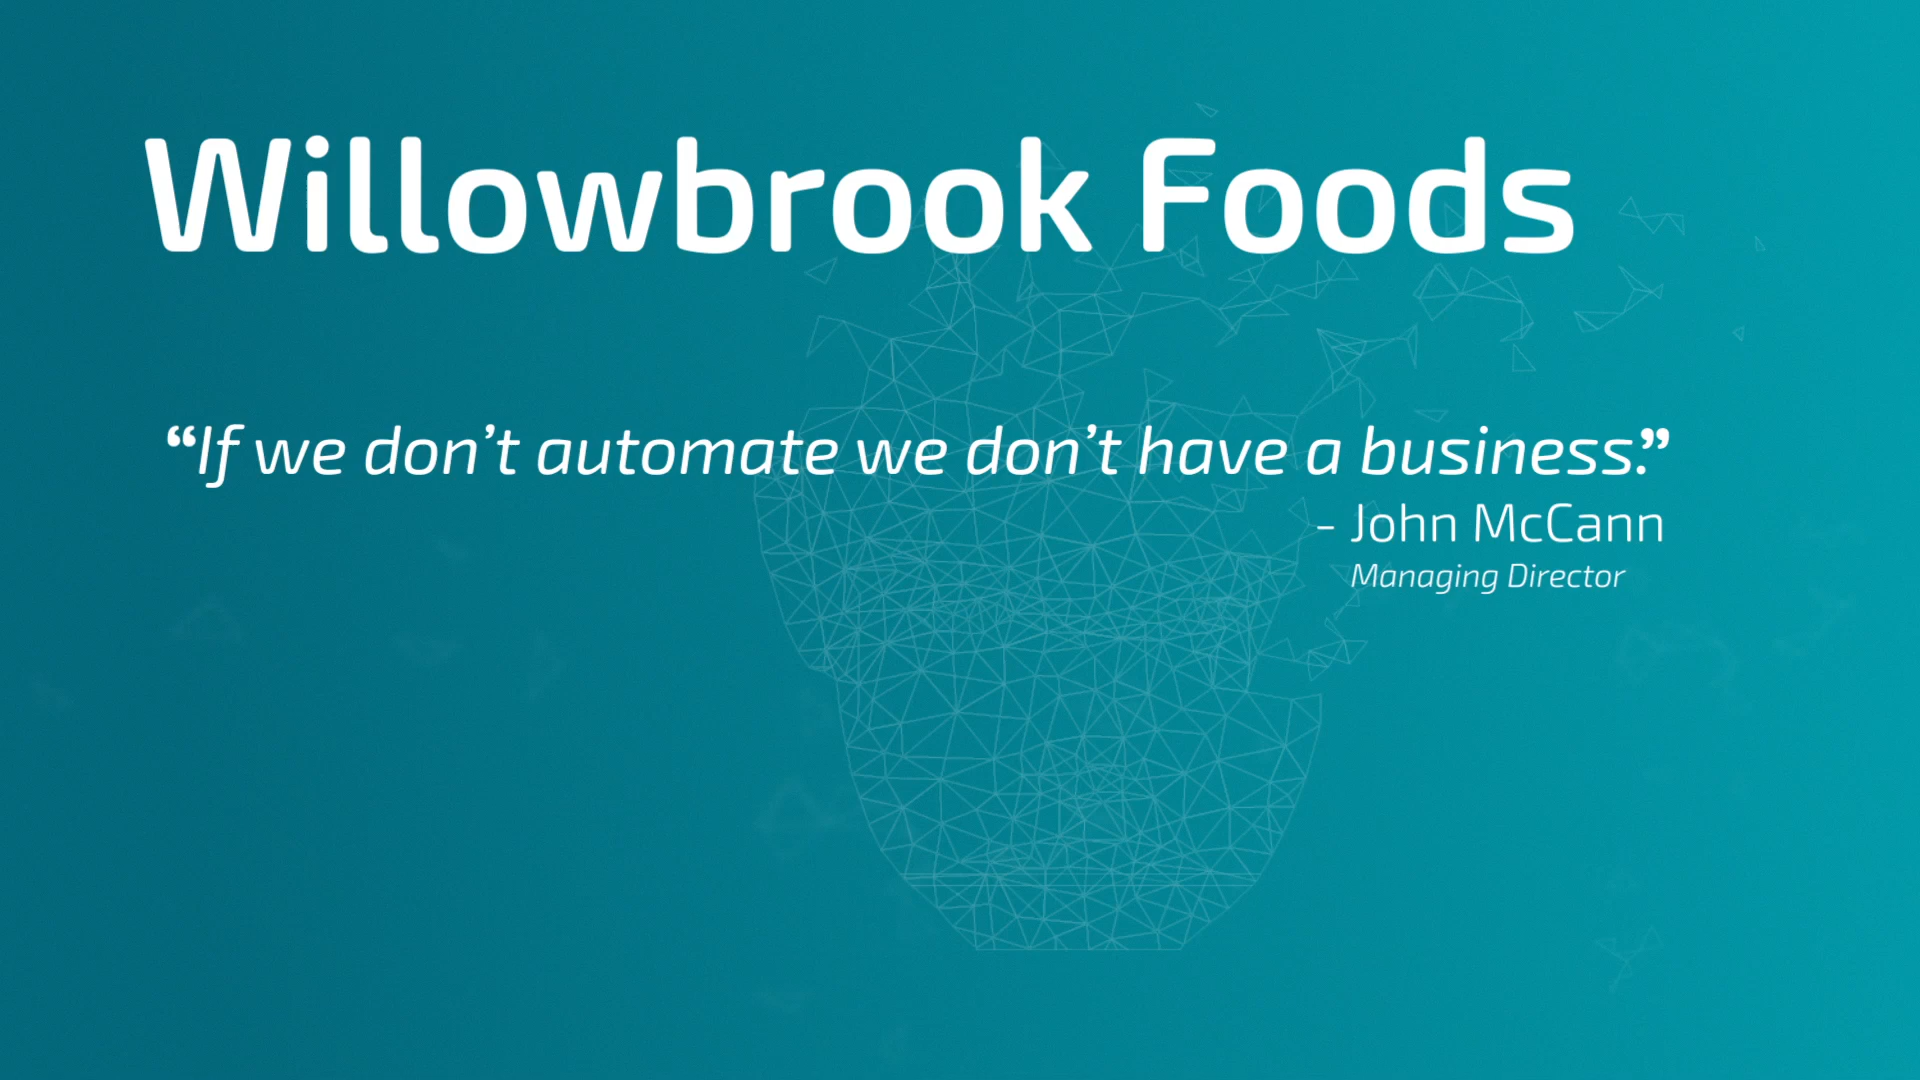 Willowbrook Foods
“If we don’t automate we don’t have a business.”
- John McCann
Managing Director